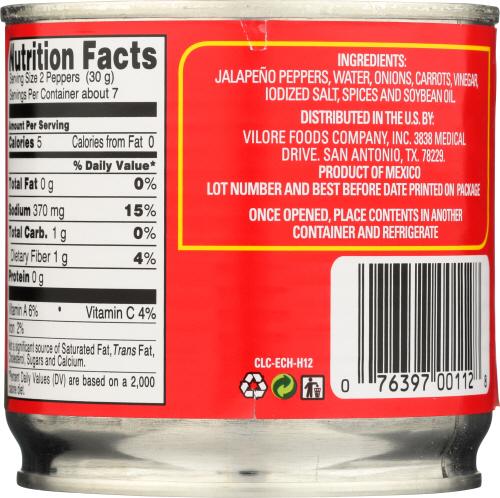 Nutrition Facts
Serving Size 2 Peppers (30 g)
Servings Per Container about 7
Amount Per Serving
Calories 5 Calories from Fat 0
% Daily Value*
Total Fat 0 g 0%
Sodium 370 mg 15%
Total Carb. 1 g 0%
Dietary Fiber 1 g 4%
Protein 0 g
Vitamin A 6% • Vitamin C 4%
Iron 2%
Not a significant source of Saturated Fat, Trans Fat,
Cholesterol, Sugars and Calcium.
Percent Daily Values (DV) are based on a 2,000
calorie diet.
INGREDIENTS:
JALAPEÑO PEPPERS, WATER, ONIONS, CARROTS, VINEGAR,
IODIZED SALT, SPICES AND SOYBEAN OIL.
DISTRIBUTED IN THE U.S. BY:
VILORE FOODS COMPANY, INC. 3838 MEDICAL
DRIVE. SAN ANTONIO, TX. 78229.
PRODUCT OF MEXICO
LOT NUMBER AND BEST BEFORE DATE PRINTED ON PACKAGE
ONCE OPENED, PLACE CONTENTS IN ANOTHER
CONTAINER AND REFRIGERATE
CLC-ECH-H12
0 76397 00112 8